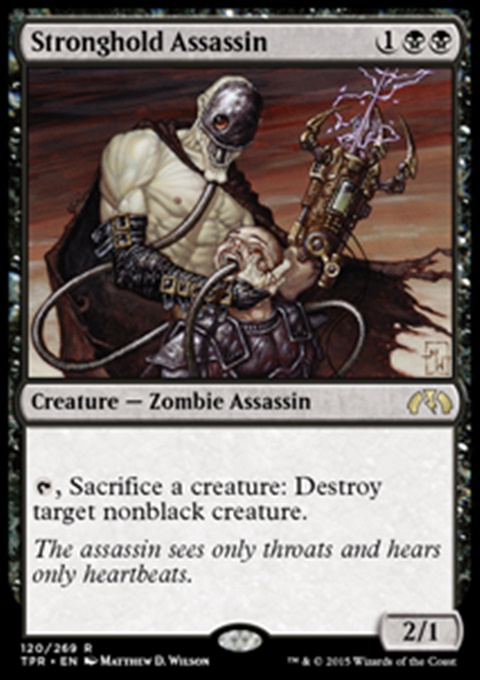 Stronghold Assassin 1
MW
Creature — Zombie Assassin
, Sacrifice a creature: Destroy
target nonblack creature.
The assassin sees only throats and hears
only heartbeats.
2/1
120/269 R
TPR • EN Matthew D. Wilson
™ & © 2015 Wizards of the Coast